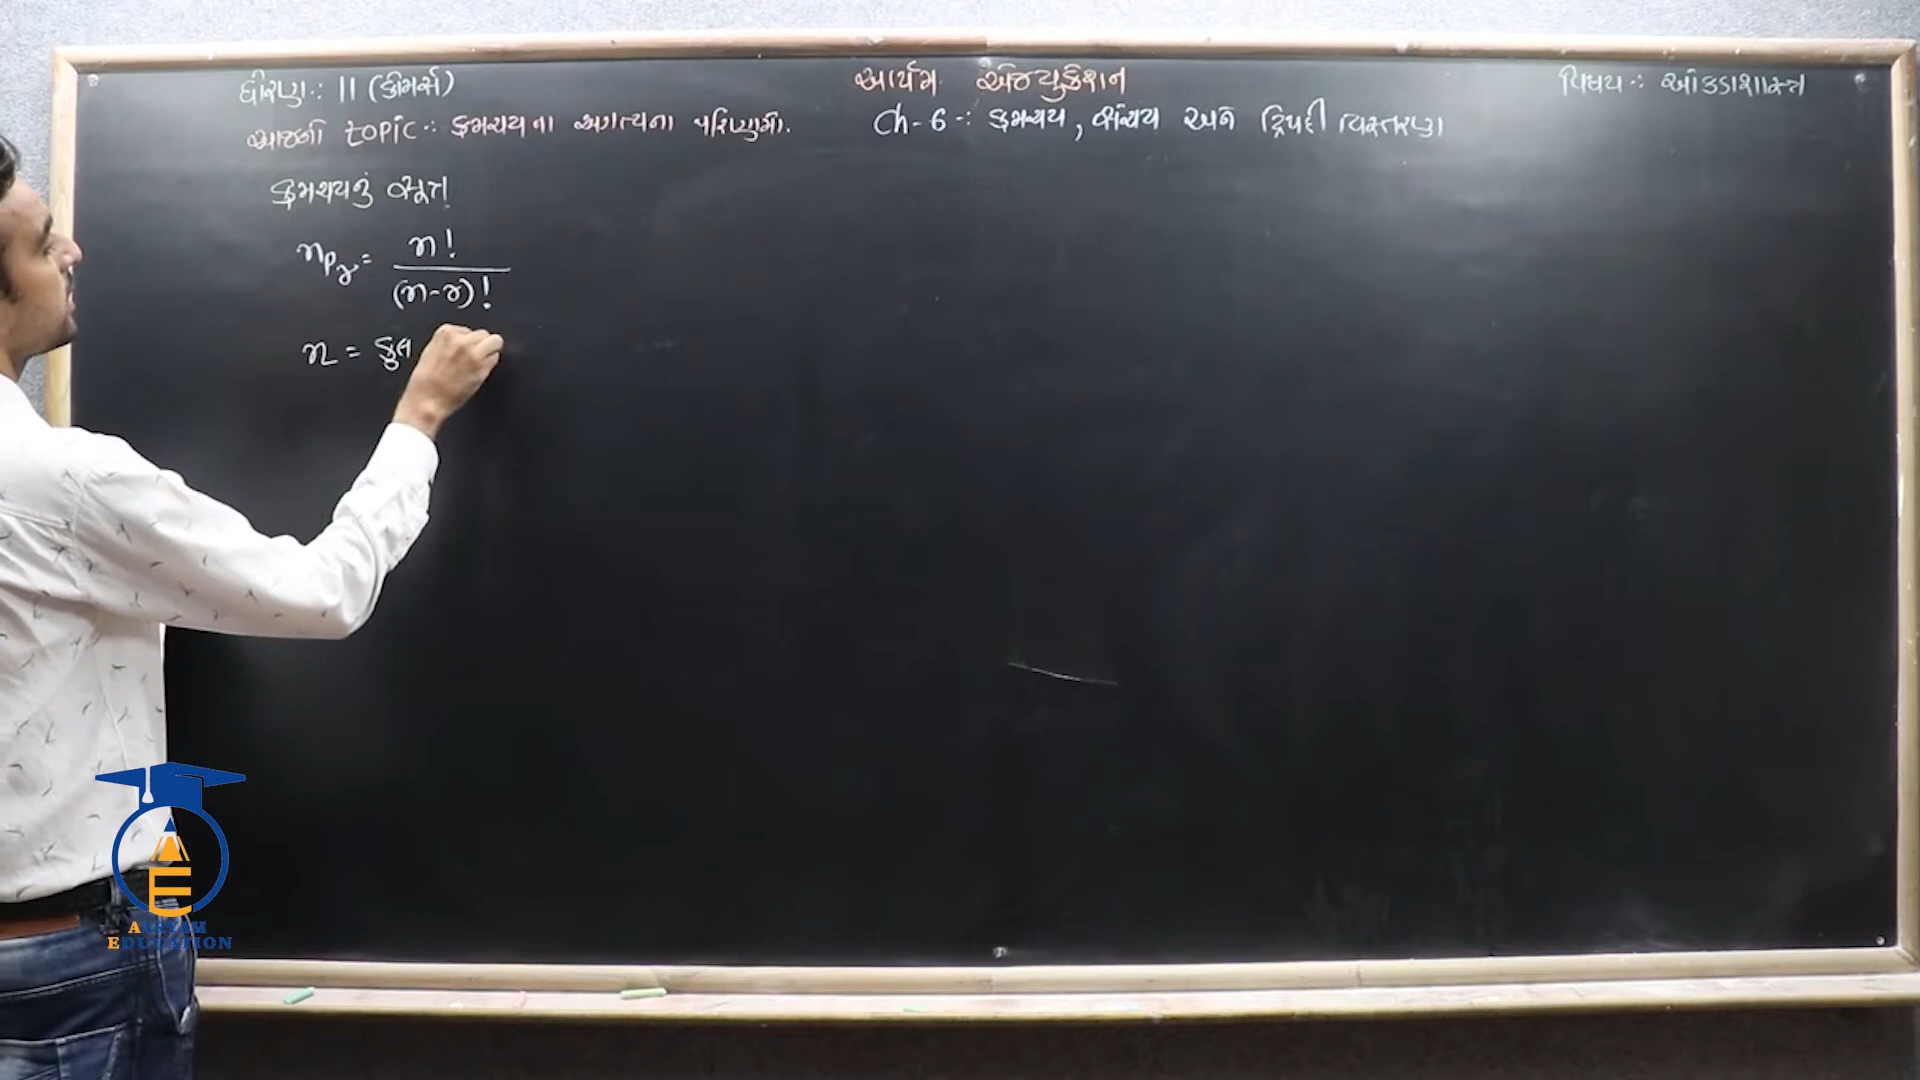 ધોરણ : 11 (કોમર્સ)
આર્યમ એજ્યુકેશન
વિષય : આંકડાશાસ્ત્ર
આજનો topic : ક્રમચયના અગત્યના પરિણામો.
Ch-6 : ક્રમચય, સંચય અને દ્વિપદી વિસ્તરણ
ક્રમચયનું સૂત્ર
nPr = n! / (n-r)!
n = કુલ
AARYAM
EDUCATION